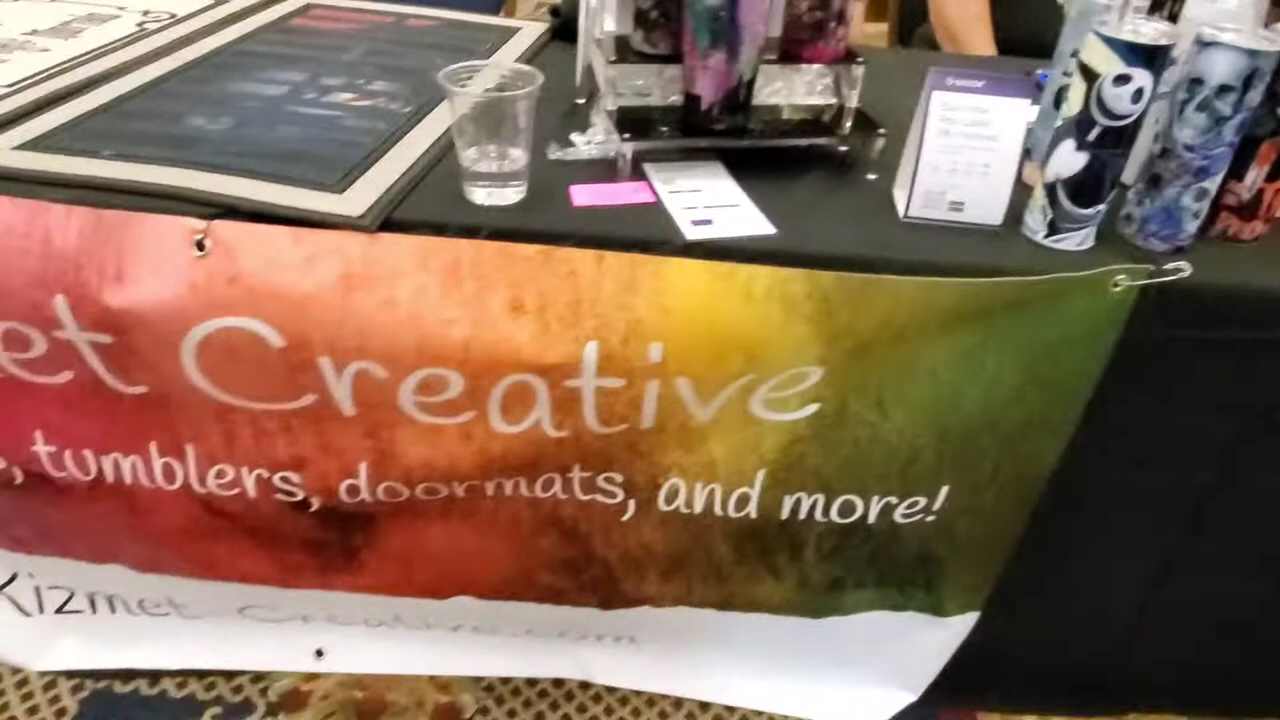 et Creative
, tumblers, doormats, and more!
Kizmet Creative.com